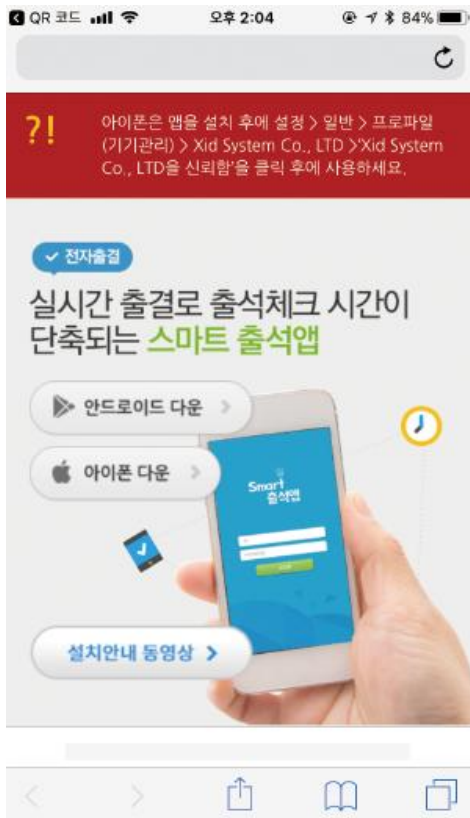 QR 코드 오후 2:04 84%
?!
아이폰은 앱을 설치 후에 설정 > 일반 > 프로파일
(기기관리) > Xid System Co., LTD >'Xid System
Co., LTD을 신뢰함'을 클릭 후에 사용하세요.
전자출결
실시간 출결로 출석체크 시간이
단축되는 스마트 출석앱
안드로이드 다운 >
아이폰 다운 >
Smart
출석앱
설치안내 동영상 >